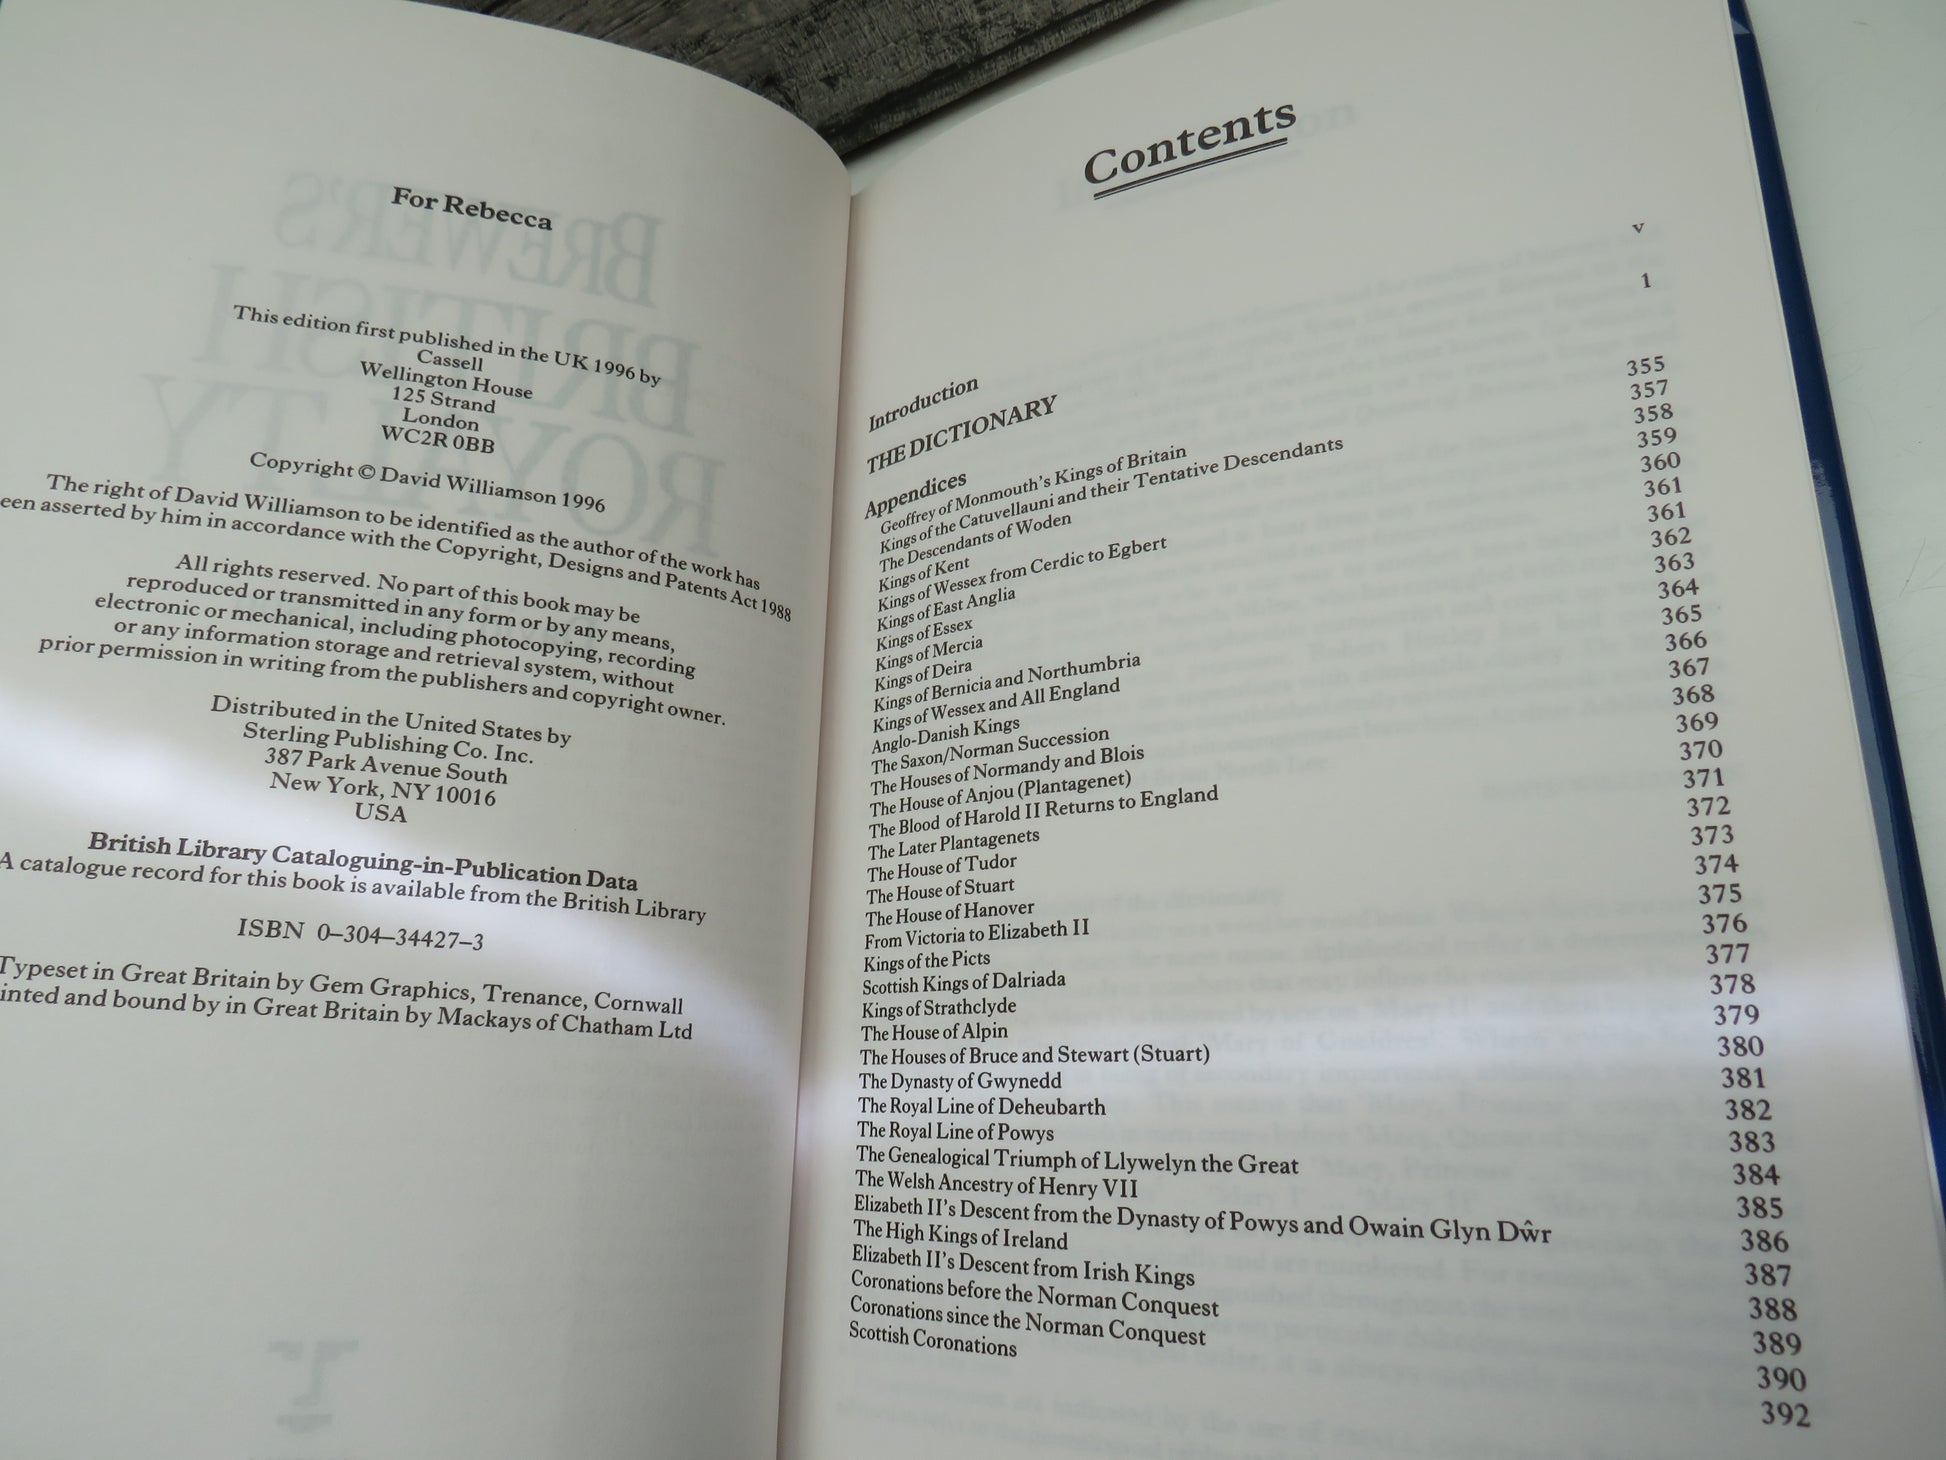 For Rebecca
This edition first published in the UK 1996 by
Cassell
Wellington House
125 Strand
London
WC2R 0BB
Copyright © David Williamson 1996
The right of David Williamson to be identified as the author of the work has
een asserted by him in accordance with the Copyright, Designs and Patents Act 1988
All rights reserved. No part of this book may be
reproduced or transmitted in any form or by any means,
electronic or mechanical, including photocopying, recording
or any information storage and retrieval system, without
prior permission in writing from the publishers and copyright owner.
Distributed in the United States by
Sterling Publishing Co. Inc.
387 Park Avenue South
New York, NY 10016
USA
British Library Cataloguing-in-Publication Data
A catalogue record for this book is available from the British Library
ISBN 0–304–34427–3
Typeset in Great Britain by Gem Graphics, Trenance, Cornwall
inted and bound by in Great Britain by Mackays of Chatham Ltd
Contents
Introduction v
THE DICTIONARY 1
Appendices
Geoffrey of Monmouth's Kings of Britain 355
Kings of the Catuvellauni and their Tentative Descendants 357
The Descendants of Woden 358
Kings of Kent 359
Kings of Wessex from Cerdic to Egbert 360
Kings of East Anglia 361
Kings of Essex 361
Kings of Mercia 362
Kings of Deira 363
Kings of Bernicia and Northumbria 364
Kings of Wessex and All England 365
Anglo-Danish Kings 366
The Saxon/Norman Succession 367
The Houses of Normandy and Blois 368
The House of Anjou (Plantagenet) 369
The Blood of Harold II Returns to England 370
The Later Plantagenets 371
The House of Tudor 372
The House of Stuart 373
The House of Hanover 374
From Victoria to Elizabeth II 375
Kings of the Picts 376
Scottish Kings of Dalriada 377
Kings of Strathclyde 378
The House of Alpin 379
The Houses of Bruce and Stewart (Stuart) 380
The Dynasty of Gwynedd 381
The Royal Line of Deheubarth 382
The Royal Line of Powys 383
The Genealogical Triumph of Llywelyn the Great 384
The Welsh Ancestry of Henry VII 385
Elizabeth II's Descent from the Dynasty of Powys and Owain Glyn Dŵr 386
The High Kings of Ireland 387
Elizabeth II's Descent from Irish Kings 388
Coronations before the Norman Conquest 389
Coronations since the Norman Conquest 390
Scottish Coronations 392